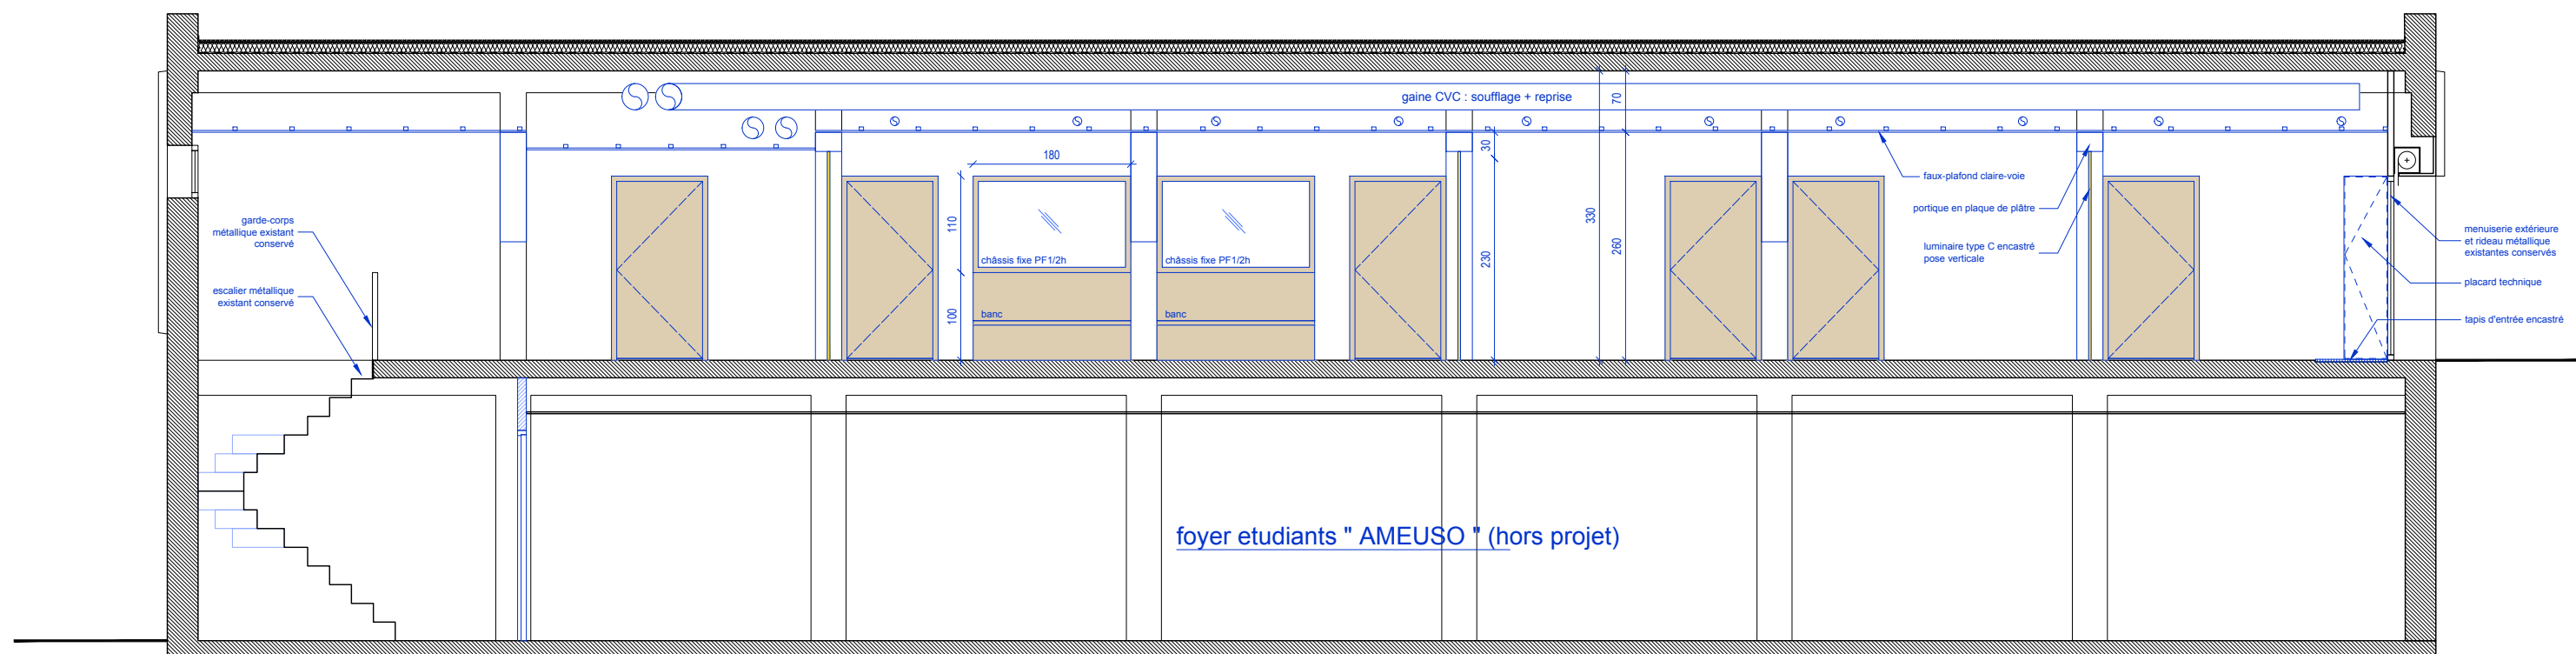 gaine CVC : soufflage + reprise
70
180
30
faux-plafond claire-voie
portique en plaque de plâtre
garde-corps
métallique existant
conservé
110
330
luminaire type C encastré
pose verticale
260
230
menuiserie extérieure
et rideau métallique
existantes conservés
châssis fixe PF1/2h
châssis fixe PF1/2h
placard technique
escalier métallique
existant conservé
100
banc
banc
tapis d'entrée encastré
foyer etudiants " AMEUSO " (hors projet)